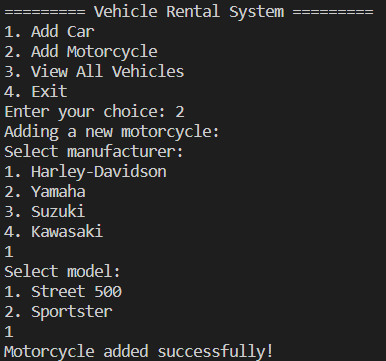 ========= Vehicle Rental System =========
1. Add Car
2. Add Motorcycle
3. View All Vehicles
4. Exit
Enter your choice: 2
Adding a new motorcycle:
Select manufacturer:
1. Harley-Davidson
2. Yamaha
3. Suzuki
4. Kawasaki
1
Select model:
1. Street 500
2. Sportster
1
Motorcycle added successfully!